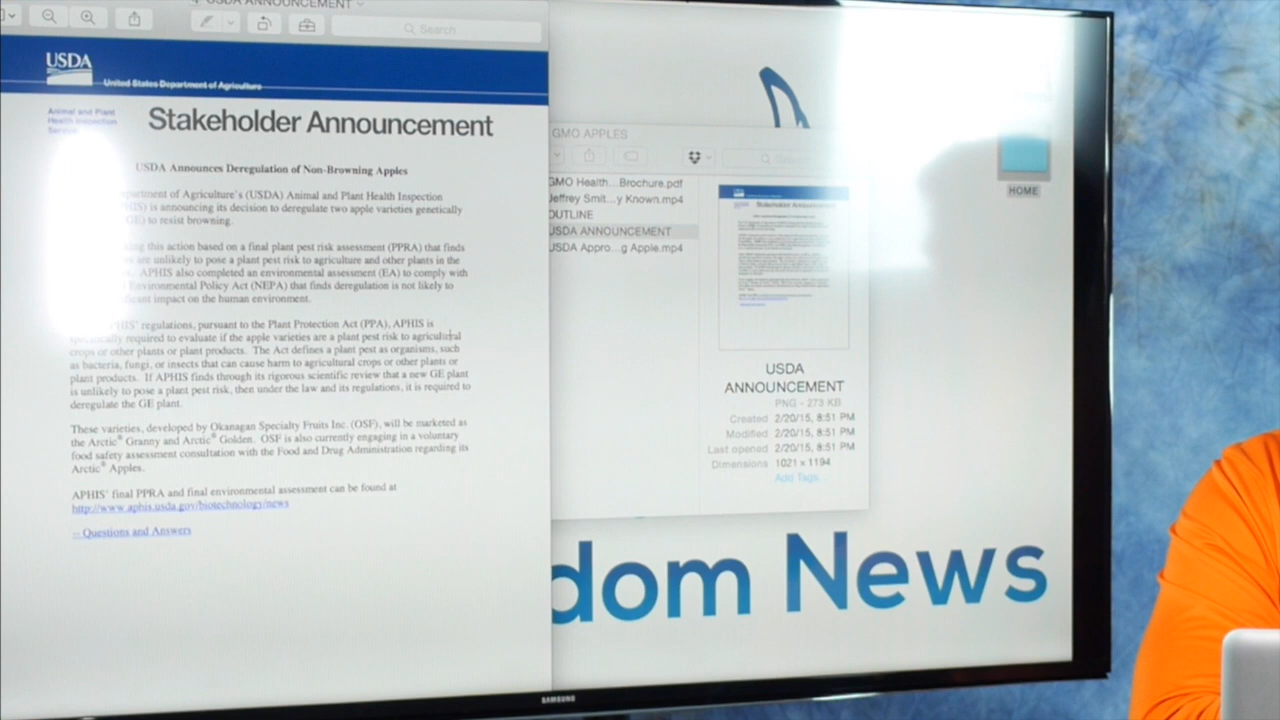 USDA ANNOUNCEMENT
Search
USDA
United States Department of Agriculture
Animal and Plant
Health Inspection
Service
Stakeholder Announcement
USDA Announces Deregulation of Non-Browning Apples
of Agriculture's (USDA) Animal and Plant Health Inspection
is announcing its decision to deregulate two apple varieties genetically
to resist browning.
this action based on a final plant pest risk assessment (PPRA) that finds
are unlikely to pose a plant pest risk to agriculture and other plants in the
APHIS also completed an environmental assessment (EA) to comply with
Environmental Policy Act (NEPA) that finds deregulation is not likely to
impact on the human environment.
regulations, pursuant to the Plant Protection Act (PPA), APHIS is
specifically required to evaluate if the apple varieties are a plant pest risk to agricultural
crops or other plants or plant products. The Act defines a plant pest as organisms, such
as bacteria, fungi, or insects that can cause harm to agricultural crops or other plants or
plant products. If APHIS finds through its rigorous scientific review that a new GE plant
is unlikely to pose a plant pest risk, then under the law and its regulations, it is required to
deregulate the GE plant.
These varieties, developed by Okanagan Specialty Fruits Inc. (OSF), will be marketed as
the Arctic® Granny and Arctic® Golden. OSF is also currently engaging in a voluntary
food safety assessment consultation with the Food and Drug Administration regarding its
Arctic® Apples.
APHIS' final PPRA and final environmental assessment can be found at
http://www.aphis.usda.gov/biotechnology/news
-- Questions and Answers
GMO APPLES
GMO Health...Brochure.pdf
Jeffrey Smit...y Known.mp4
OUTLINE
USDA ANNOUNCEMENT
USDA Appro...g Apple.mp4
Stakeholder Announcement
USDA
ANNOUNCEMENT
PNG - 273 KB
Created 2/20/15, 8:51 PM
Modified 2/20/15, 8:51 PM
Last opened 2/20/15, 8:51 PM
Dimensions 1021 x 1194
Add Tags...
HOME
dom News
SAMSUNG